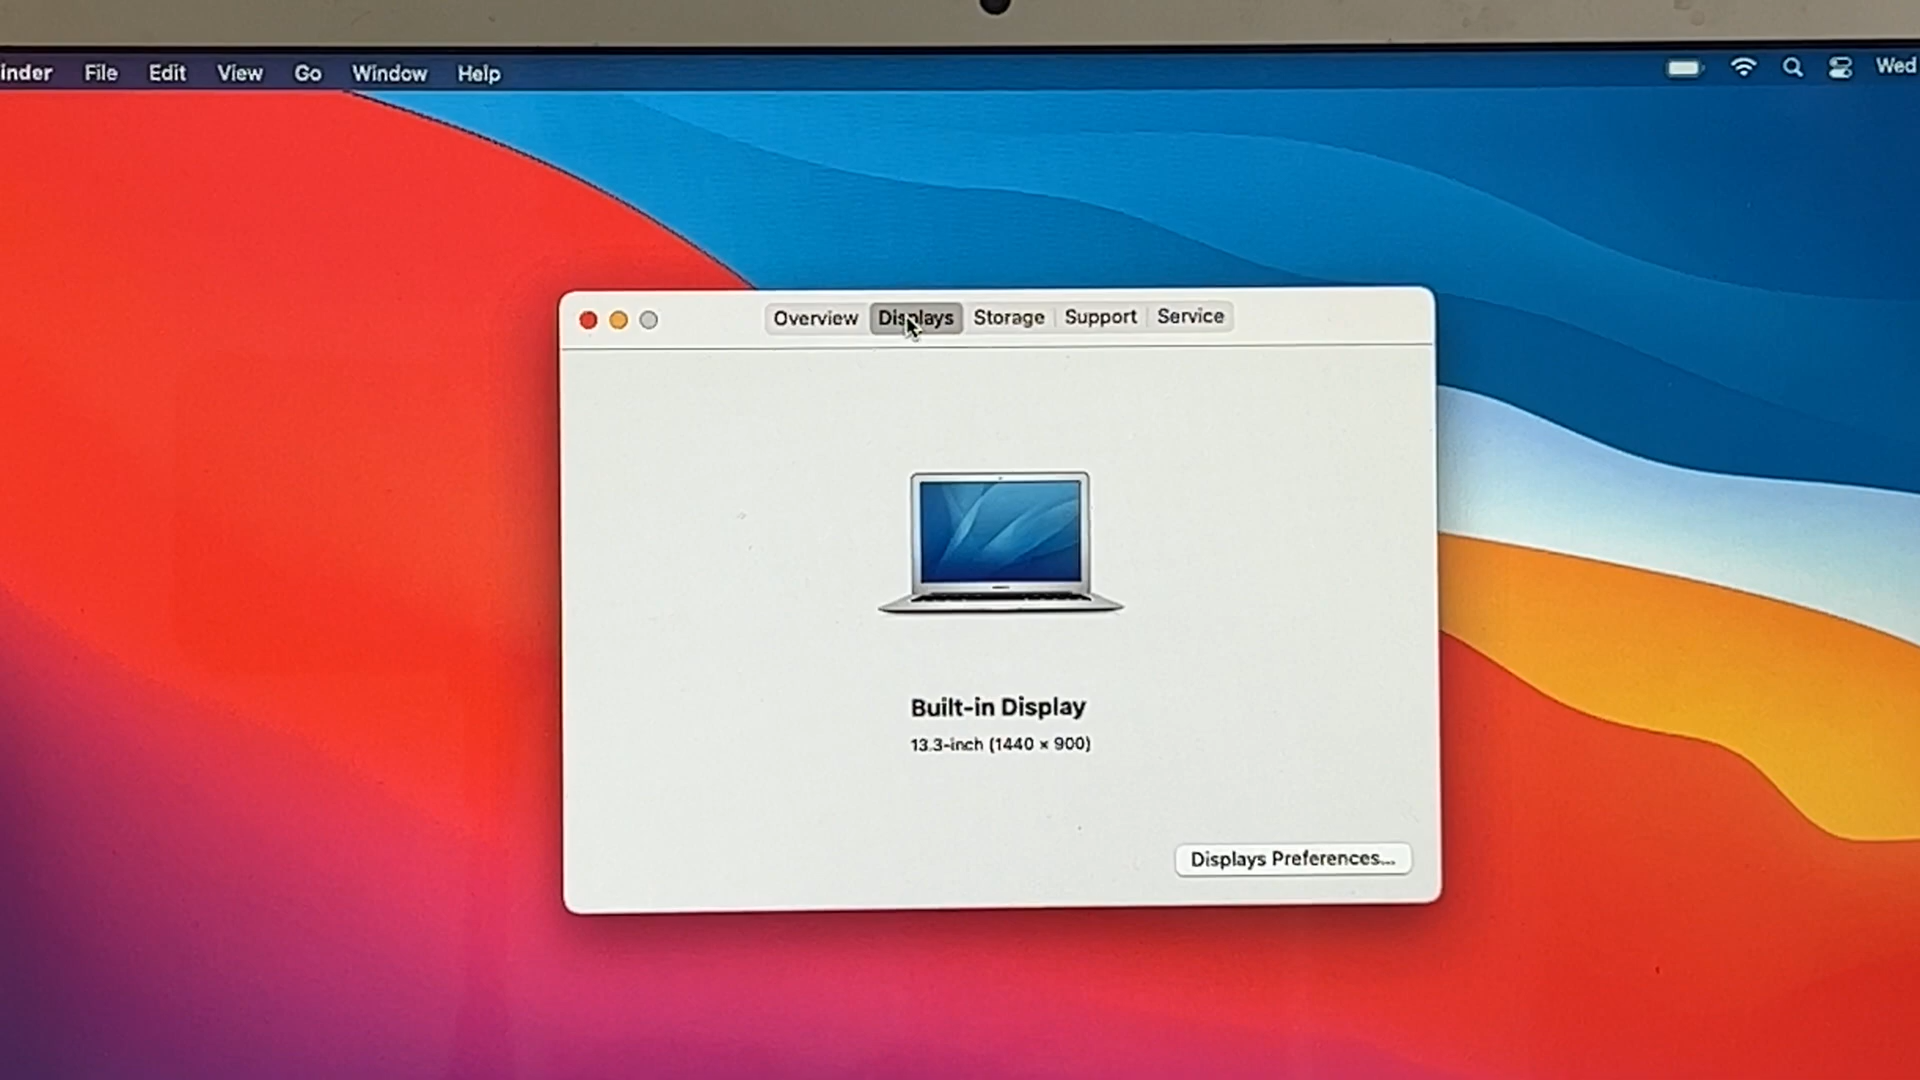 inder File Edit View Go Window Help Wed
Overview Displays Storage Support Service
Built-in Display
13.3-inch (1440 × 900)
Displays Preferences...